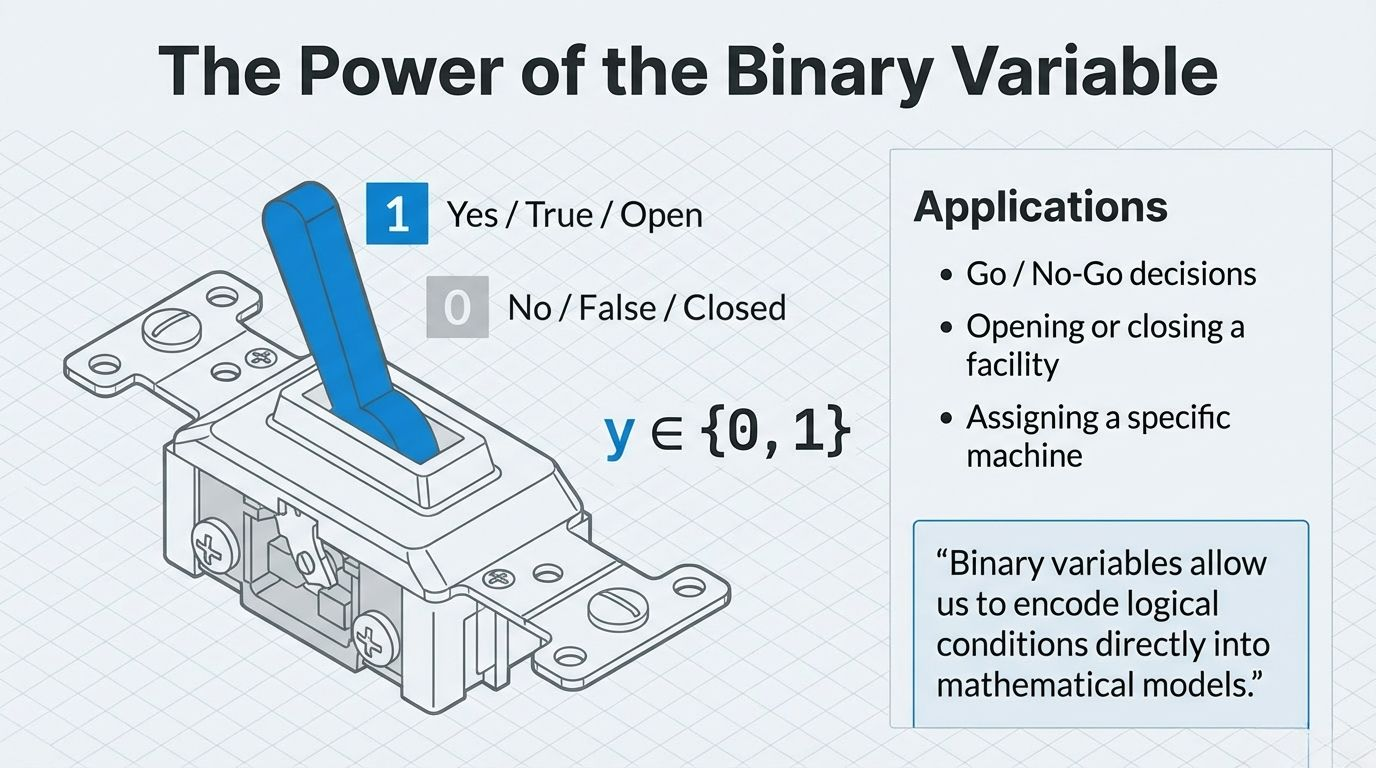 The Power of the Binary Variable
1 Yes / True / Open
0 No / False / Closed
y ∈ {0, 1}
Applications
• Go / No-Go decisions
• Opening or closing a
facility
• Assigning a specific
machine
“Binary variables allow
us to encode logical
conditions directly into
mathematical models.”